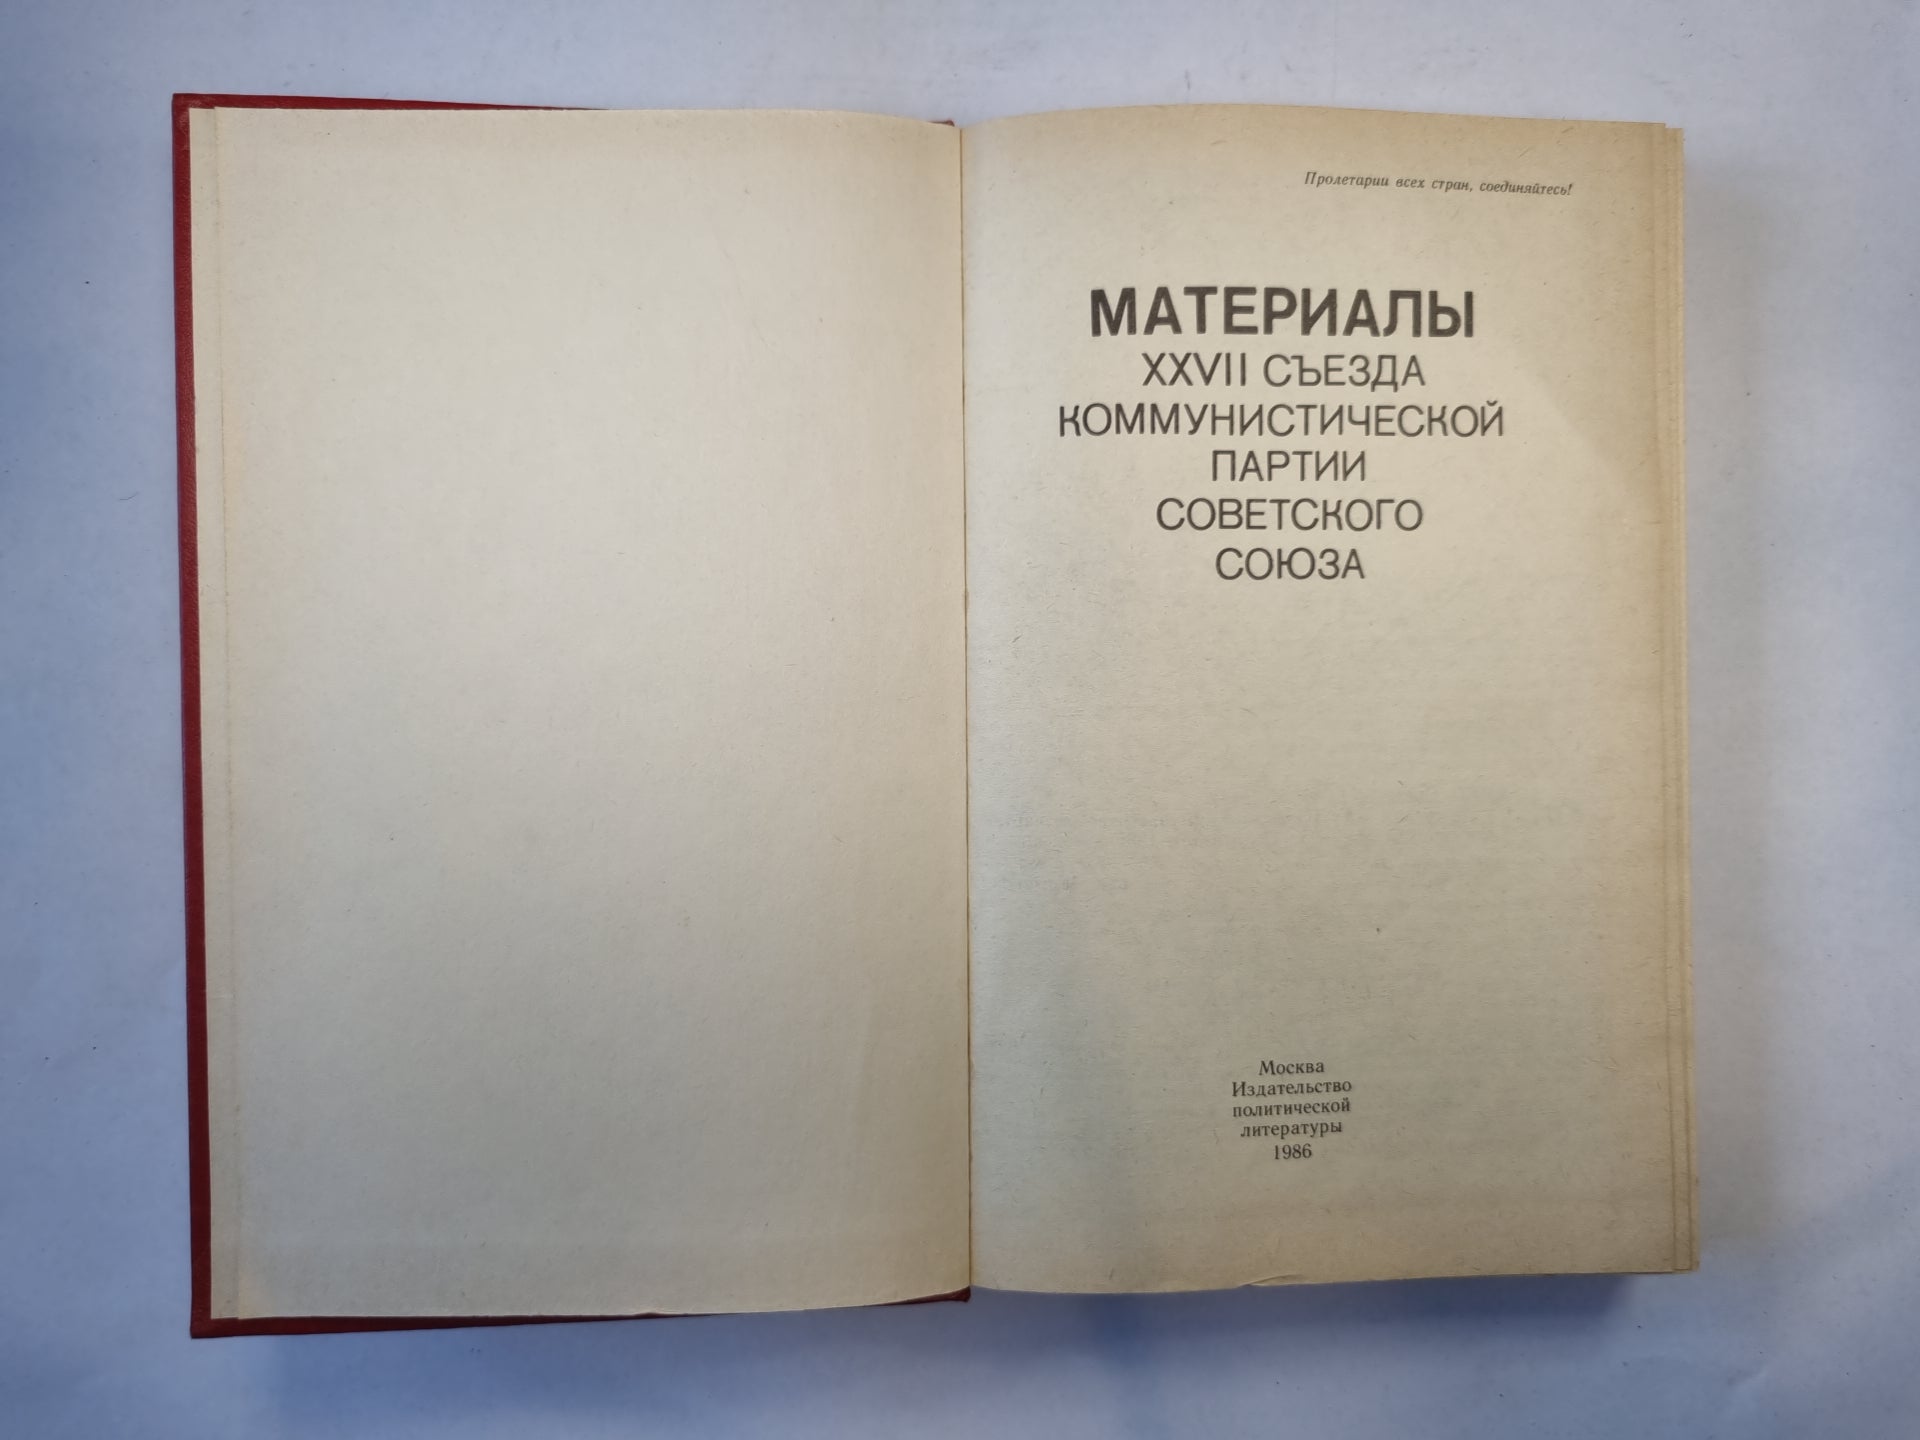 Пролетарии всех стран, соединяйтесь!
МАТЕРИАЛЫ
XXVII СЪЕЗДА
КОММУНИСТИЧЕСКОЙ
ПАРТИИ
СОВЕТСКОГО
СОЮЗА
Москва
Издательство
политической
литературы
1986